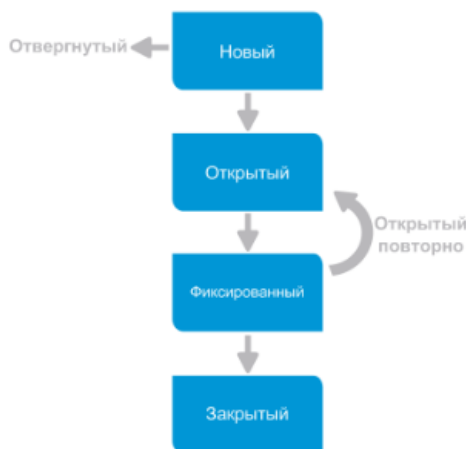 Отвергнутый
Новый
Открытый
Открытый
повторно
Фиксированный
Закрытый